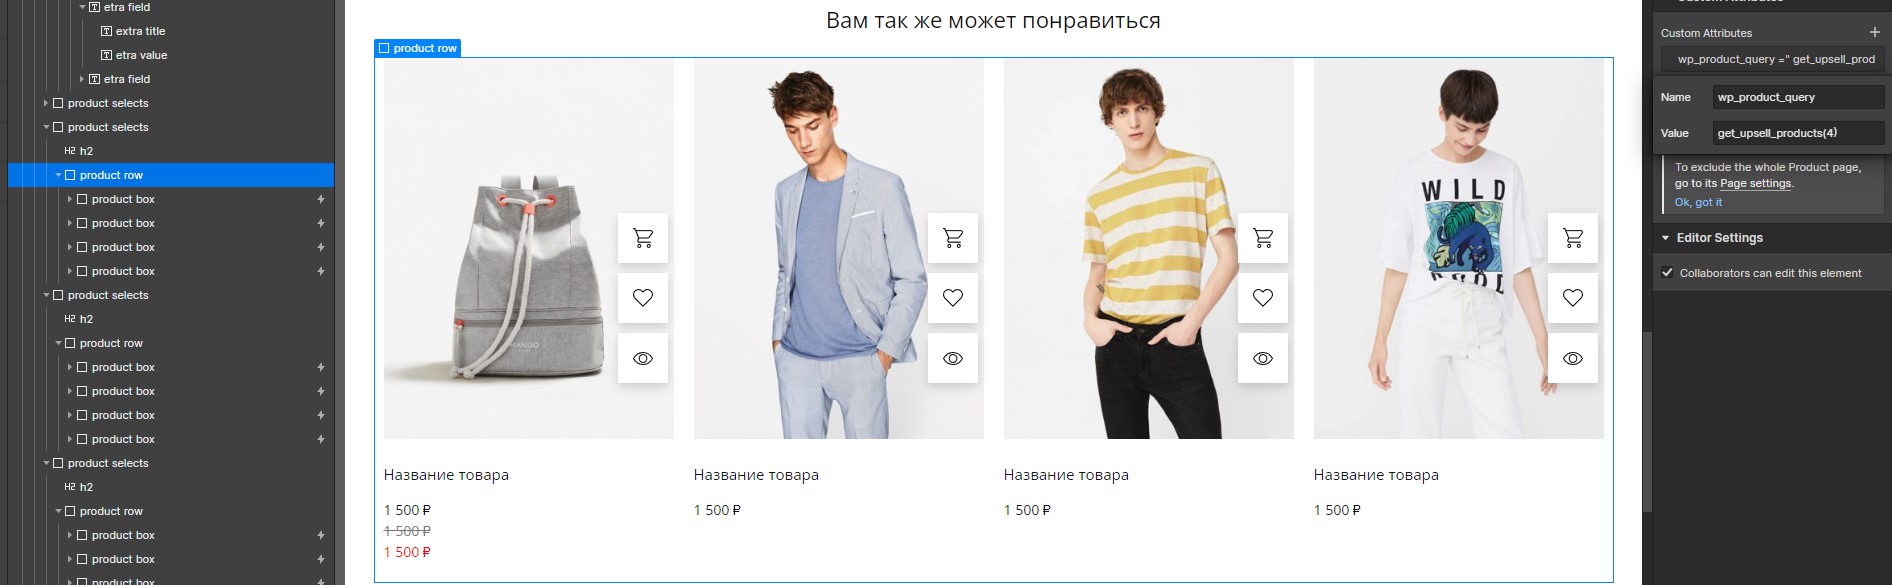 etra field
extra title
etra value
etra field
product selects
product selects
H2 h2
product row
product box
product box
product box
product box
product selects
H2 h2
product row
product box
product box
product box
product box
product selects
H2 h2
product row
product box
product box
product box
Вам так же может понравиться
product row
MANGO
WILD
Название товара
1 500 ₽
1 500 ₽
1 500 ₽
Название товара
1 500 ₽
Название товара
1 500 ₽
Название товара
1 500 ₽
Custom Attributes
Custom Attributes
wp_product_query =" get_upsell_prod
Name wp_product_query
Value get_upsell_products(4)
To exclude the whole Product page,
go to its Page settings.
Ok, got it
Editor Settings
Collaborators can edit this element